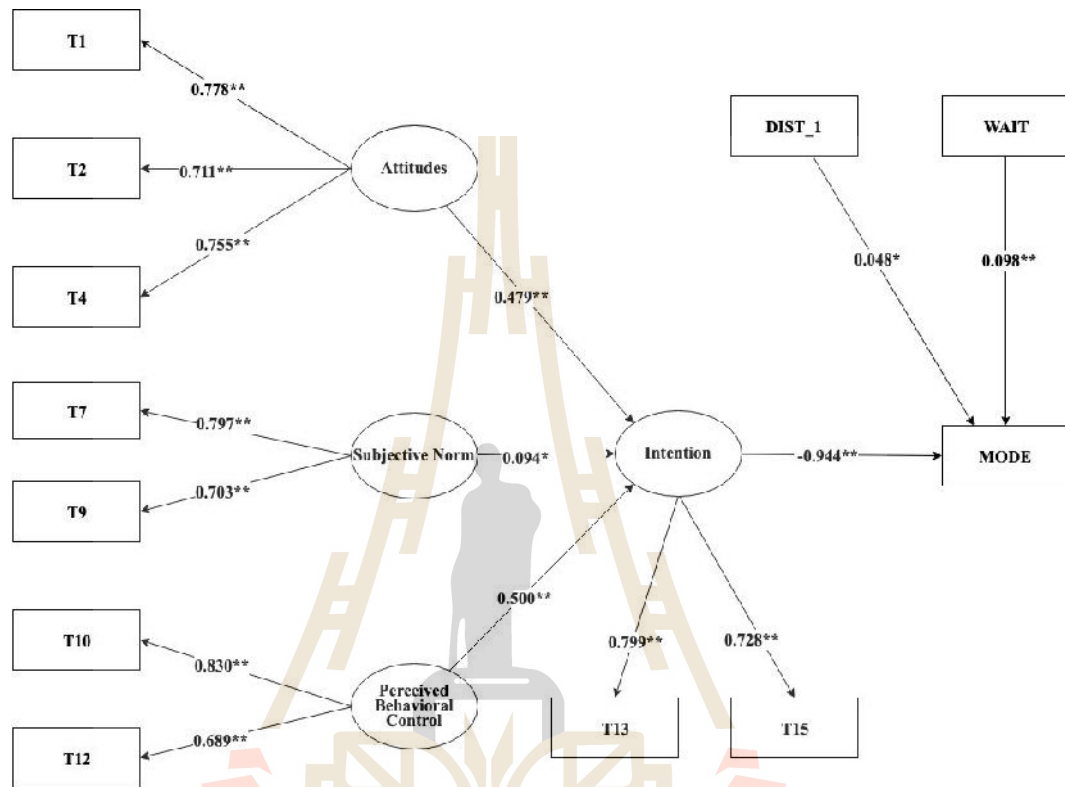 T1
0.778**
DIST_1
WAIT
T2
0.711**
Attitudes
T4
0.755**
0.048*
0.098**
0.479**
T7
0.797**
Subjective Norm
0.094*
Intention
-0.944**
MODE
T9
0.703**
T10
0.830**
0.500**
0.799**
0.728**
Perceived
Behavioral
Control
T12
0.689**
T13
T15